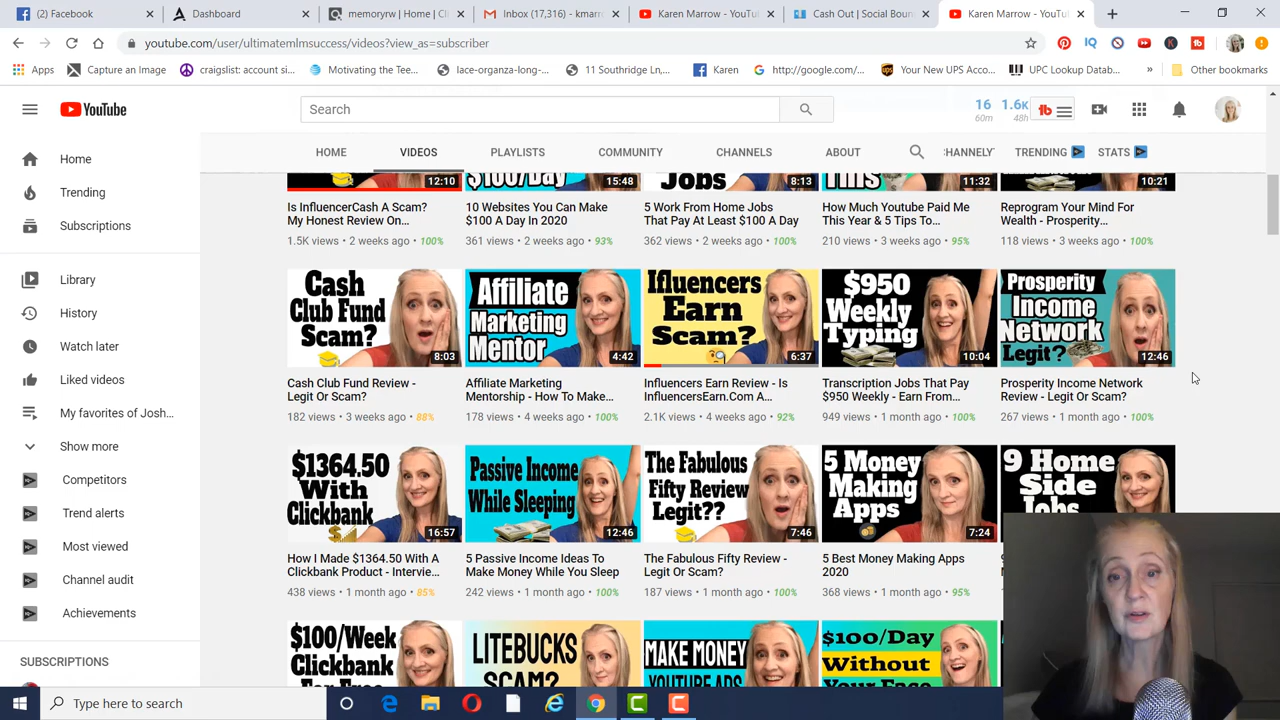 (2) Facebook
Dashboard
memoryrw | Home | Cl
Inbox (17,316) - kmarro
Karen Marrow - YouTu
Cash Out | Social Boun
Karen Marrow - YouTu
youtube.com/user/ultimatemlmsuccess/videos?view_as=subscriber
Apps
Capture an Image
craigslist: account si...
Motivating the Tee...
lace-organza-long-...
11 Southridge Ln,...
Karen
http://google.com/...
Your New UPS Acco...
UPC Lookup Datab...
Other bookmarks
YouTube
Search
16
60m
1.6K
48h
HOME
VIDEOS
PLAYLISTS
COMMUNITY
CHANNELS
ABOUT
CHANNELY
TRENDING
STATS
Home
Trending
Subscriptions
Library
History
Watch later
Liked videos
My favorites of Josh...
Show more
Competitors
Trend alerts
Most viewed
Channel audit
Achievements
SUBSCRIPTIONS
12:10
$100/Day
15:48
Jobs
8:13
This
11:32
10:21
Is InfluencerCash A Scam?
My Honest Review On...
1.5K views • 2 weeks ago • 100%
10 Websites You Can Make
$100 A Day In 2020
361 views • 2 weeks ago • 93%
5 Work From Home Jobs
That Pay At Least $100 A Day
362 views • 2 weeks ago • 100%
How Much Youtube Paid Me
This Year & 5 Tips To...
210 views • 3 weeks ago • 95%
Reprogram Your Mind For
Wealth - Prosperity...
118 views • 3 weeks ago • 100%
Cash
Club Fund
Scam?
8:03
Affiliate
Marketing
Mentor
4:42
Ifluencers
Earn
Scam?
6:37
$950
Weekly
Typing
10:04
Prosperity
Income
Network
Legit?
12:46
Cash Club Fund Review -
Legit Or Scam?
182 views • 3 weeks ago • 88%
Affiliate Marketing
Mentorship - How To Make...
178 views • 4 weeks ago • 100%
Influencers Earn Review - Is
InfluencersEarn.Com A...
2.1K views • 4 weeks ago • 92%
Transcription Jobs That Pay
$950 Weekly - Earn From...
949 views • 1 month ago • 100%
Prosperity Income Network
Review - Legit Or Scam?
267 views • 1 month ago • 100%
$1364.50
With
Clickbank
16:57
Passive Income
While Sleeping
12:46
The Fabulous
Fifty Review
Legit??
7:46
5 Money
Making
Apps
7:24
9 Home
Side
Jobs
How I Made $1364.50 With A
Clickbank Product - Intervie...
438 views • 1 month ago • 85%
5 Passive Income Ideas To
Make Money While You Sleep
242 views • 1 month ago • 100%
The Fabulous Fifty Review -
Legit Or Scam?
187 views • 1 month ago • 100%
5 Best Money Making Apps
2020
368 views • 1 month ago • 95%
$100/Week
Clickbank
For Free
LITEBUCKS
SCAM?
MAKE MONEY
YOUTUBE ADS
$100/Day
Without
Your Face
Type here to search